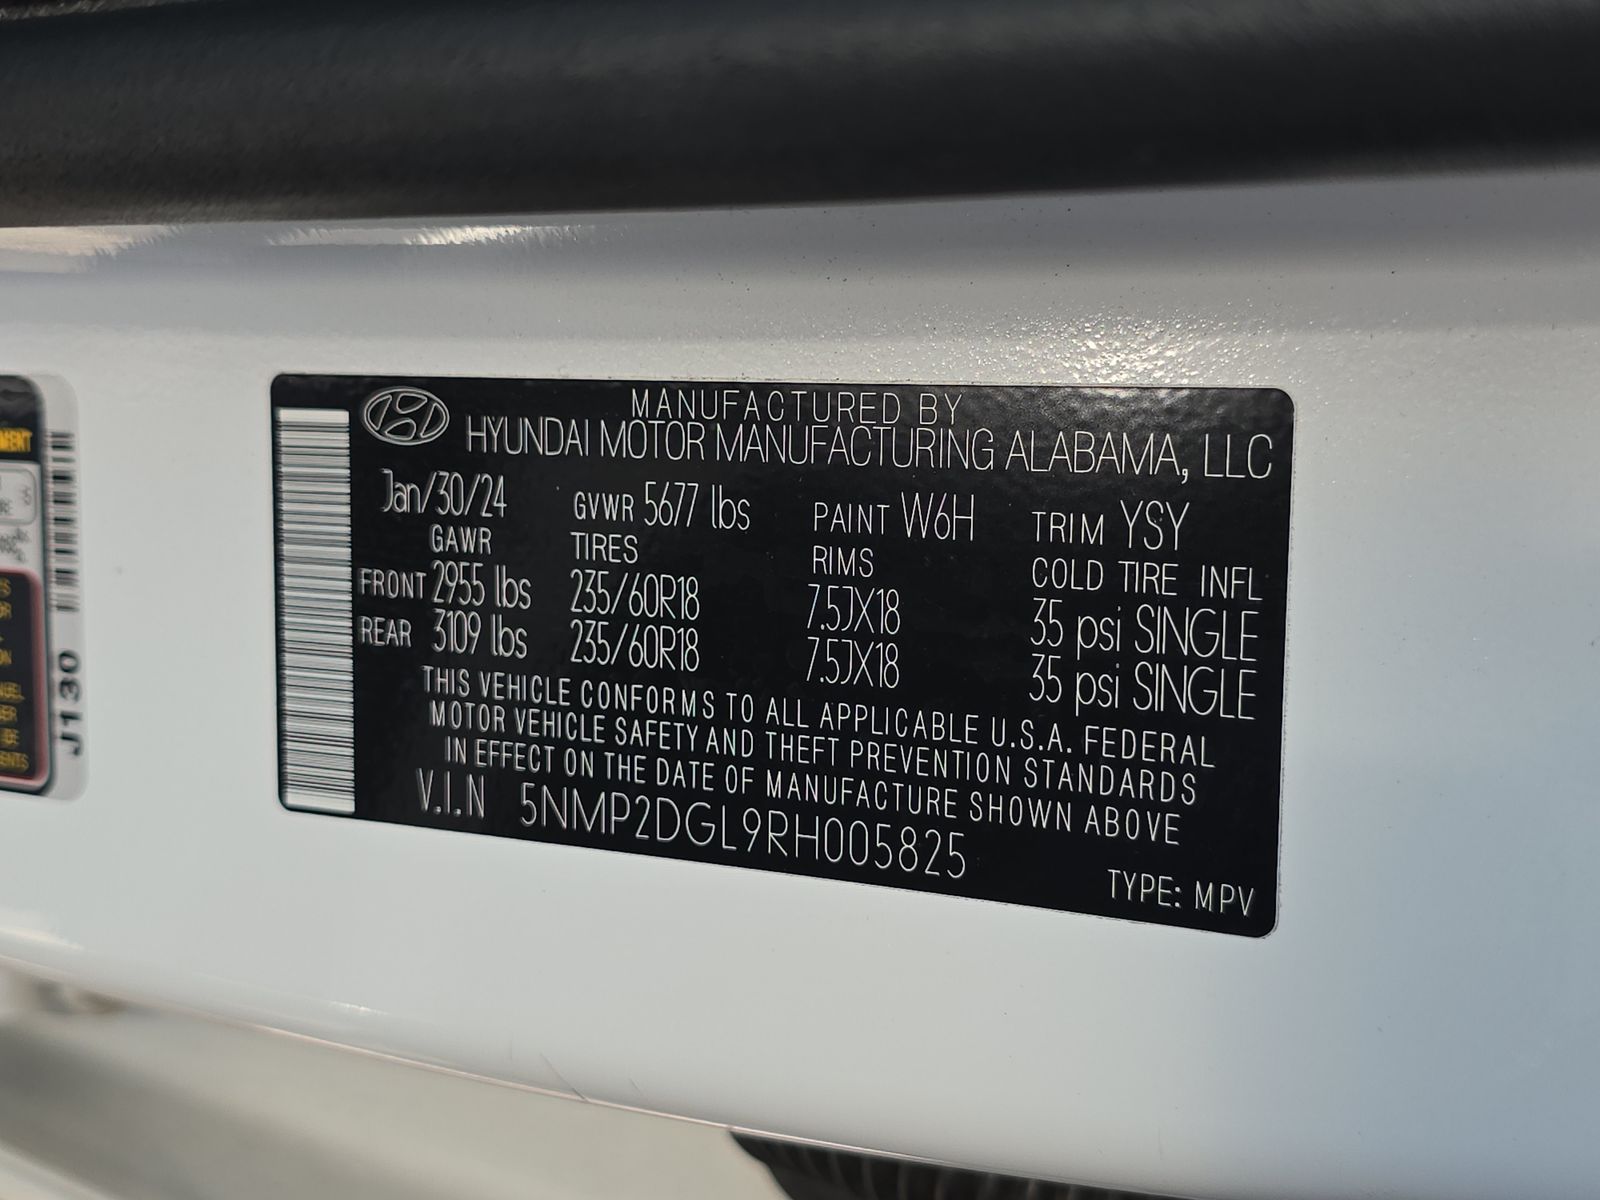 MANUFACTURED BY
HYUNDAI MOTOR MANUFACTURING ALABAMA, LLC
Jan/30/24 GVWR 5677 lbs PAINT W6H TRIM YSY
GAWR TIRES RIMS COLD TIRE INFL
FRONT 2955 lbs 235/60R18 7.5JX18 35 psi SINGLE
REAR 3109 lbs 235/60R18 7.5JX18 35 psi SINGLE
THIS VEHICLE CONFORMS TO ALL APPLICABLE U.S.A. FEDERAL
MOTOR VEHICLE SAFETY AND THEFT PREVENTION STANDARDS
IN EFFECT ON THE DATE OF MANUFACTURE SHOWN ABOVE
V.I.N 5NMP2DGL9RH005825
TYPE: MPV
J130